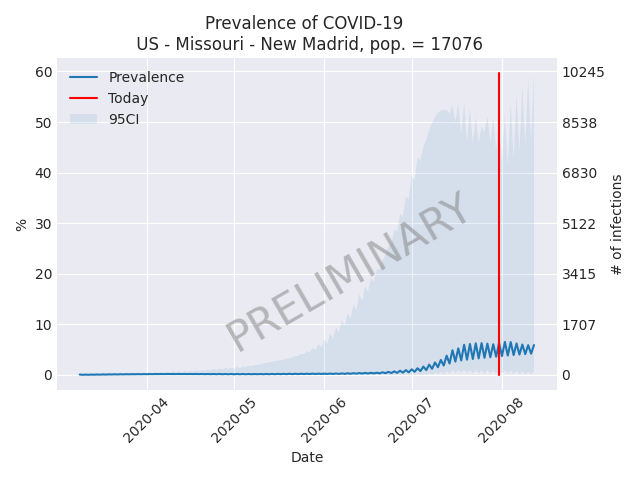 Prevalence of COVID-19
US - Missouri - New Madrid, pop. = 17076
Prevalence
Today
95CI
60
50
40
30
20
10
0
%
10245
8538
6830
5122
3415
1707
0
# of infections
PRELIMINARY
2020-04
2020-05
2020-06
2020-07
2020-08
Date